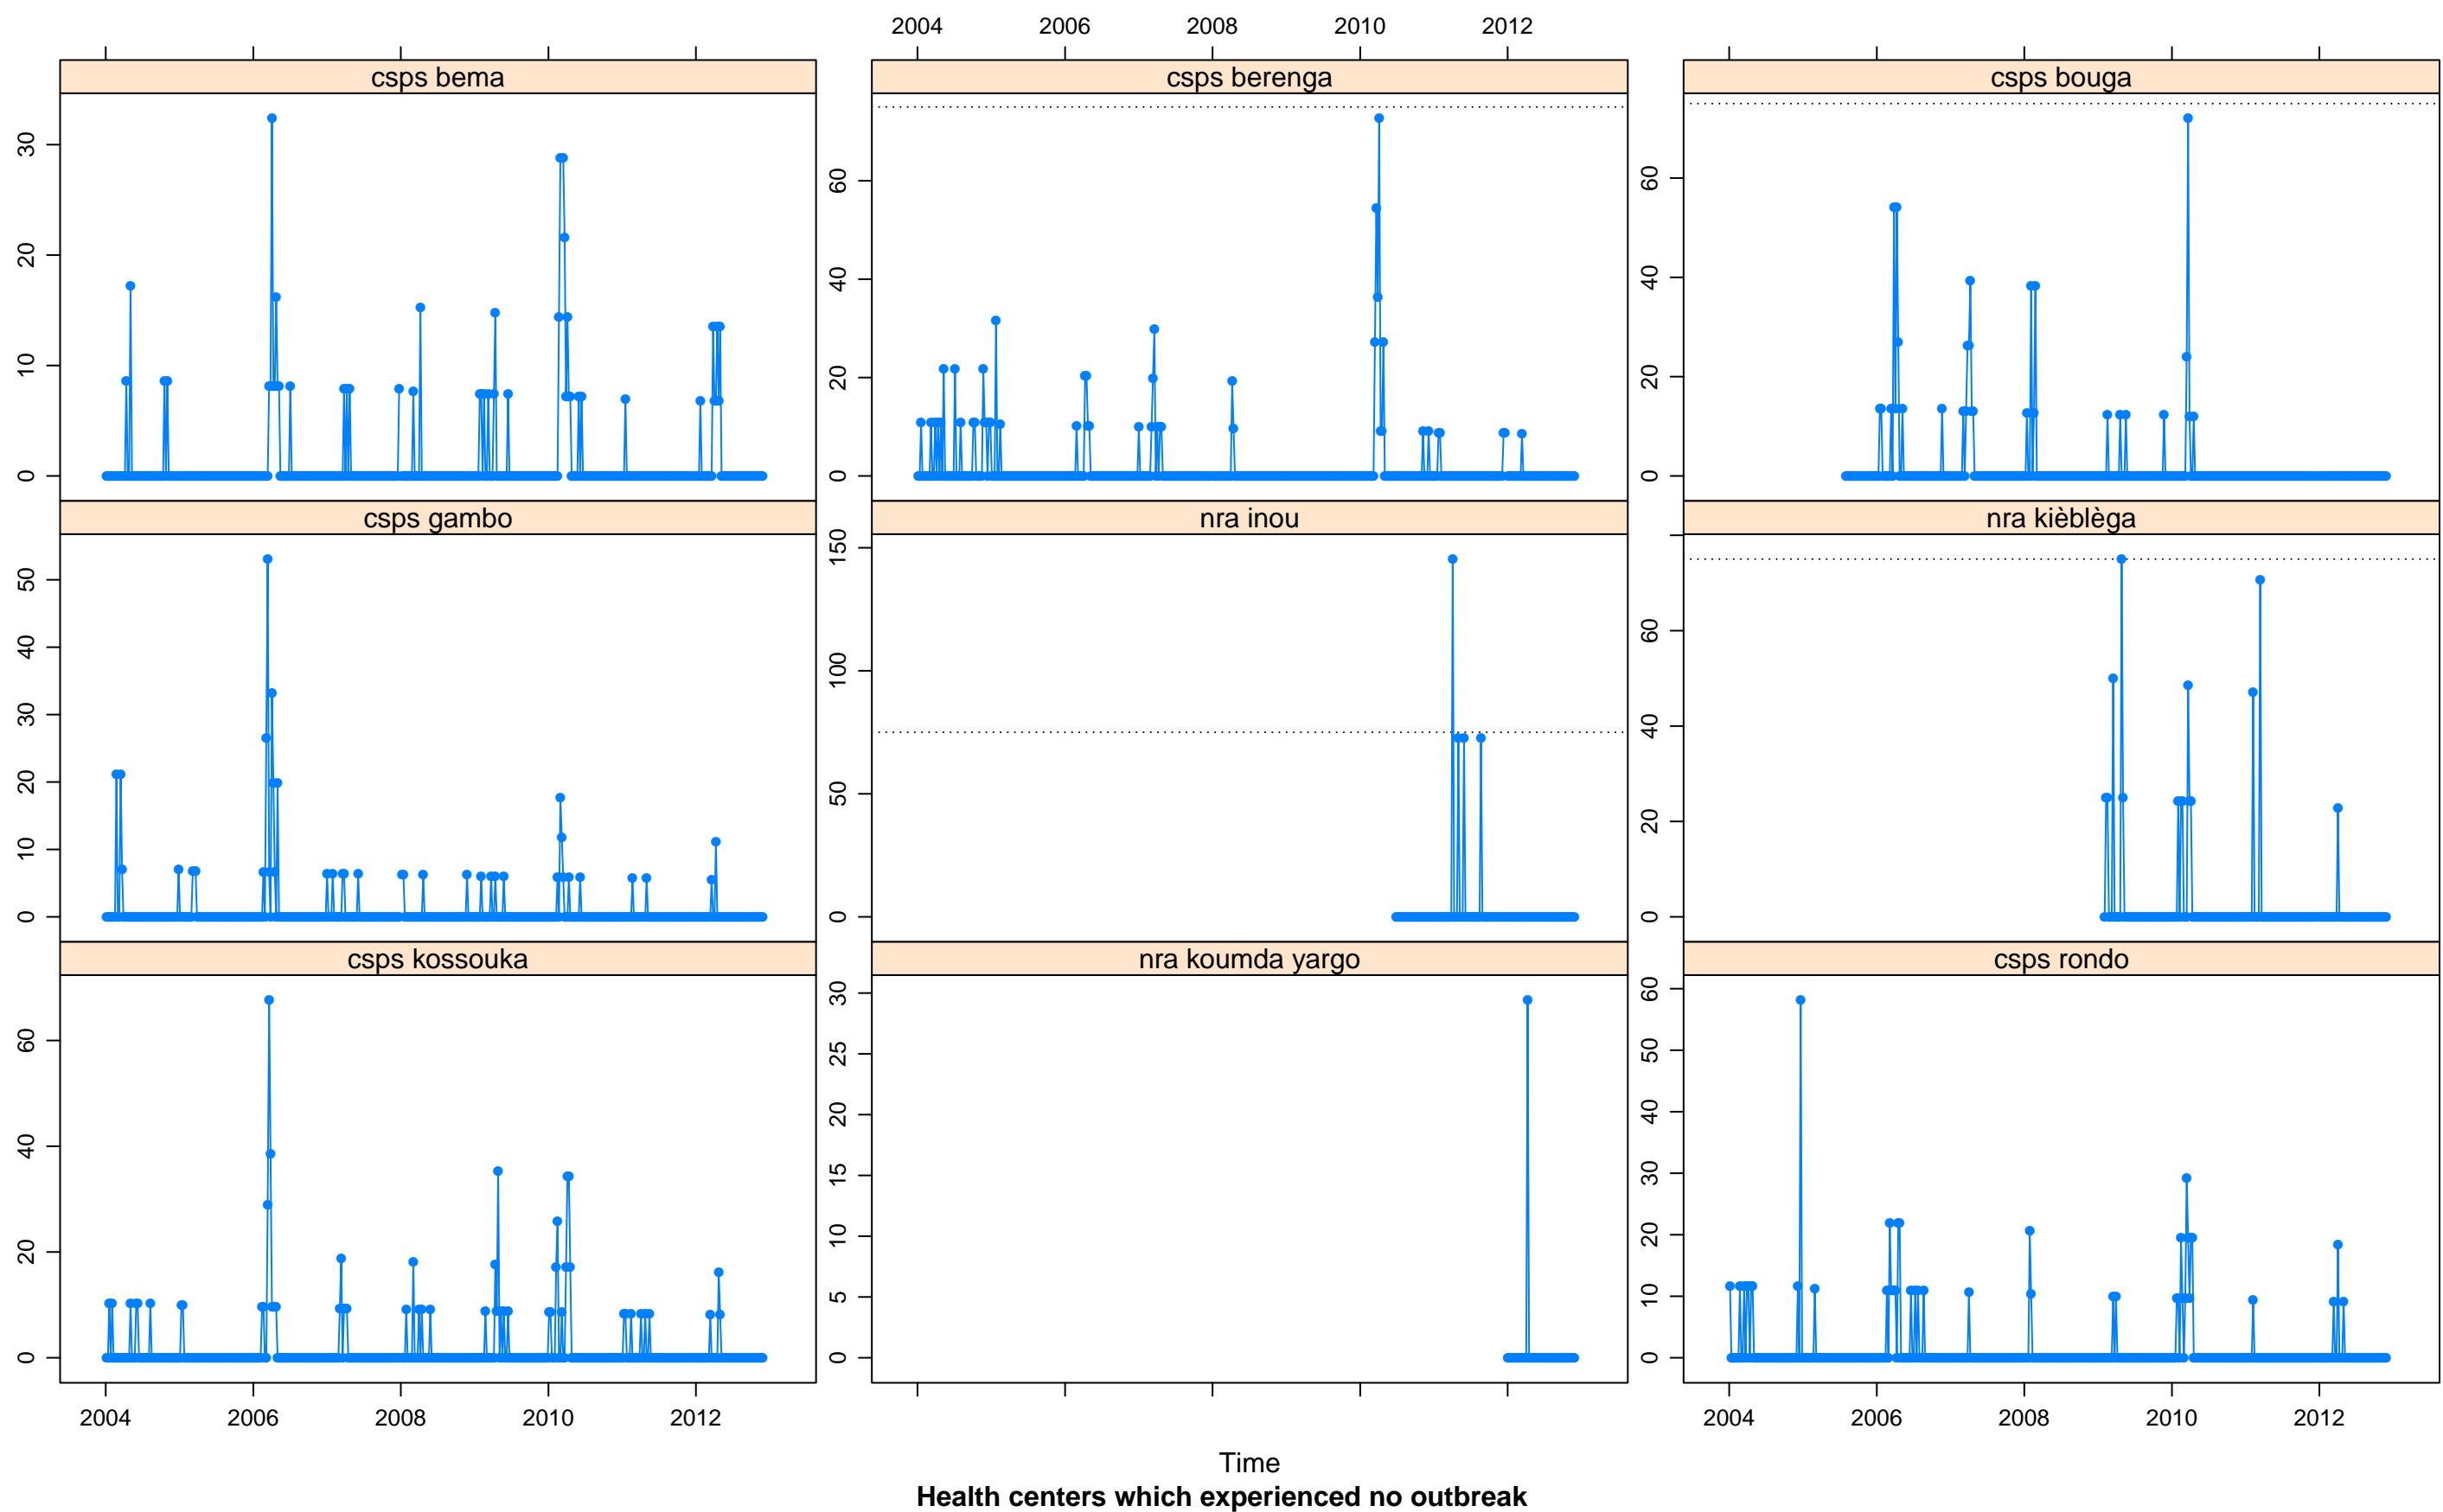 2004 2006 2008 2010 2012
csps bema csps berenga csps bouga
0 10 20 30
0 20 40 60
0 20 40 60
csps gambo nra inou nra kièblèga
0 10 20 30 40 50
0 50 100 150
0 20 40 60
csps kossouka nra koumda yargo csps rondo
0 20 40 60
0 5 10 15 20 25 30
0 10 20 30 40 50 60
2004 2006 2008 2010 2012
2004 2006 2008 2010 2012
Time
Health centers which experienced no outbreak